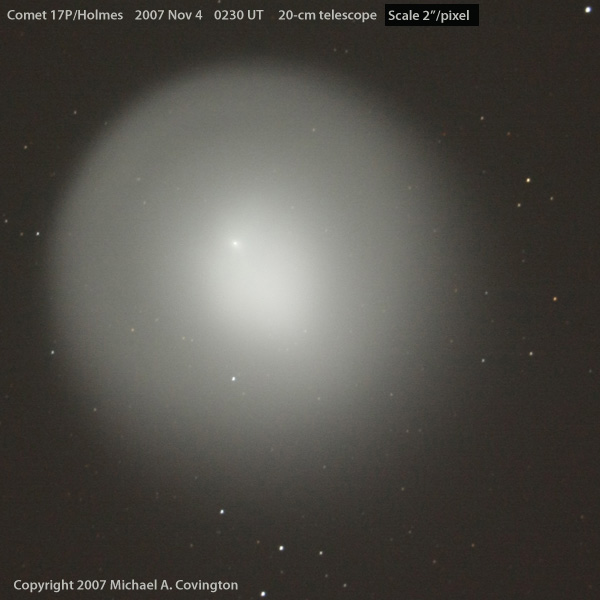 Comet 17P/Holmes 2007 Nov 4 0230 UT 20-cm telescope Scale 2"/pixel
Copyright 2007 Michael A. Covington